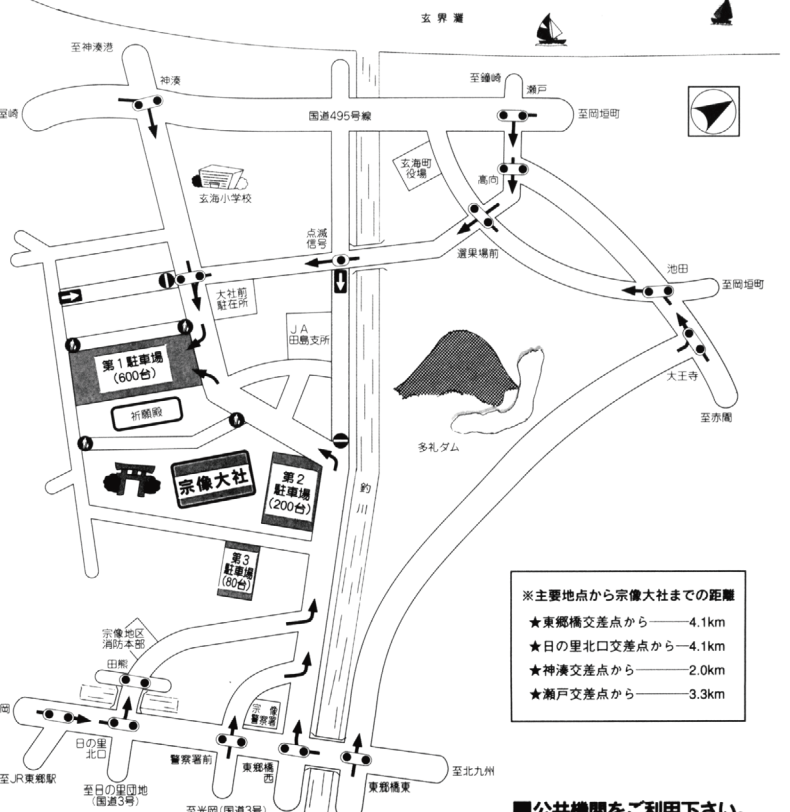 玄界灘
至神湊港
神湊
至鐘崎
瀬戸
国道495号線
至岡垣町
玄海町
役場
高向
玄海小学校
点滅
信号
選果場前
池田
至岡垣町
大社前
駐在所
JA
田島支所
第1駐車場
(600台)
大王寺
至赤間
祈願殿
多礼ダム
宗像大社
第2
駐車場
(200台)
釣川
第3
駐車場
(80台)
※主要地点から宗像大社までの距離
★東郷橋交差点から―――4.1km
★日の里北口交差点から―4.1km
★神湊交差点から――――2.0km
★瀬戸交差点から――――3.3km
宗像地区
消防本部
田熊
岡
宗像
警察署
日の里
北口
警察署前
東郷橋
西
東郷橋東
至北九州
至JR東郷駅
至日の里団地
(国道3号)
至光岡(国道3号)
■公共機関をご利用下さい。